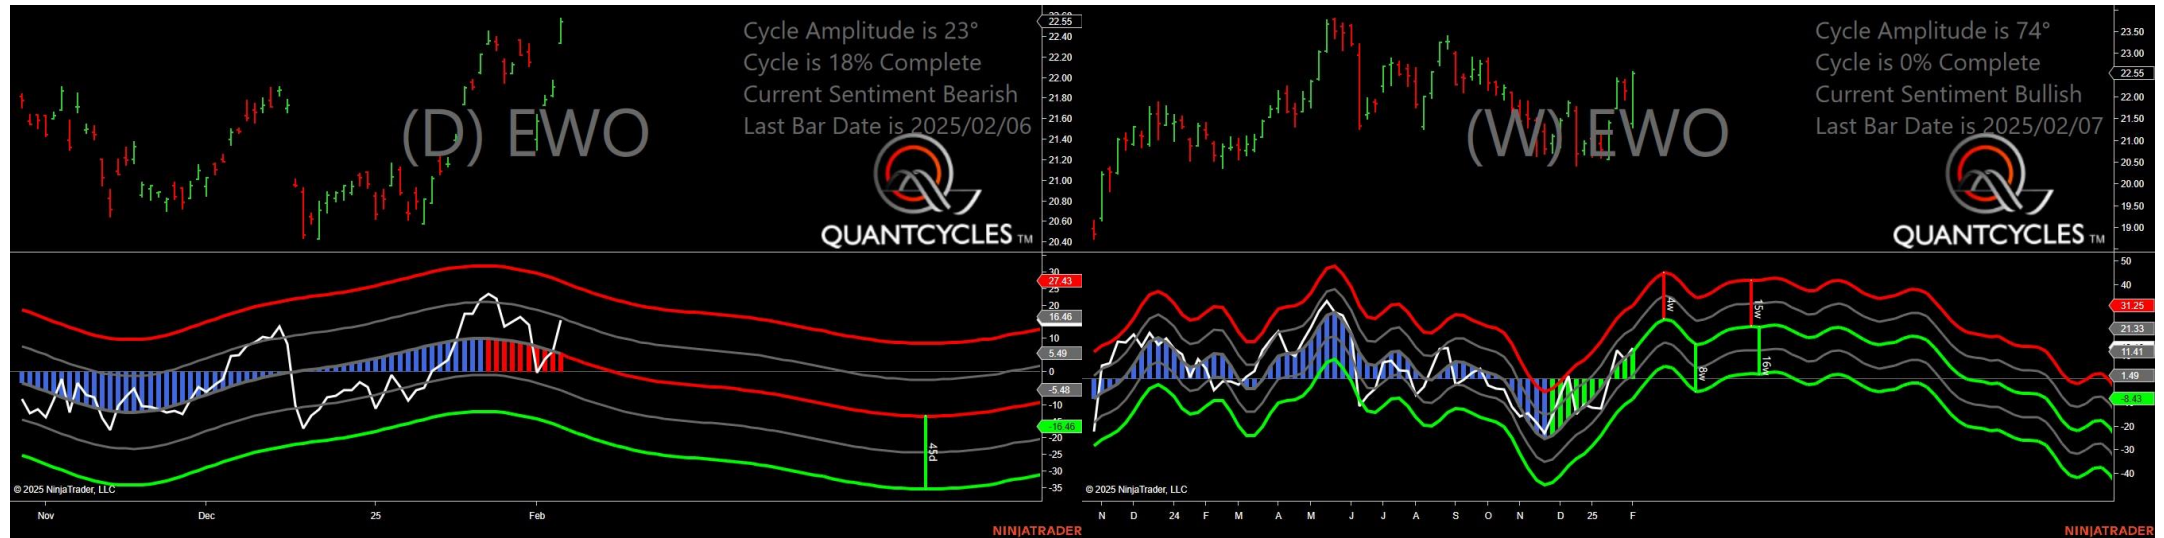 Cycle Amplitude is 23°
Cycle is 18% Complete
Current Sentiment Bearish
Last Bar Date is 2025/02/06
(D) EWO
QUANTCYCLES TM
22.55
22.40
22.20
22.00
21.80
21.60
21.40
21.20
21.00
20.80
20.60
20.40
30
27.43
25
20
16.46
10
5.49
0
-5.48
-10
-16.46
-20
-25
-30
-35
45d
© 2025 NinjaTrader, LLC
Nov
Dec
25
Feb
NINJATRADER
Cycle Amplitude is 74°
Cycle is 0% Complete
Current Sentiment Bullish
Last Bar Date is 2025/02/07
(W) EWO
QUANTCYCLES TM
23.50
23.00
22.55
22.00
21.50
21.00
20.50
20.00
19.50
19.00
50
40
31.25
21.33
11.41
1.49
-8.43
-20
-30
-40
4w
8w
15w
16w
© 2025 NinjaTrader, LLC
N
D
24
F
M
A
M
J
J
A
S
O
N
D
25
F
NINJATRADER